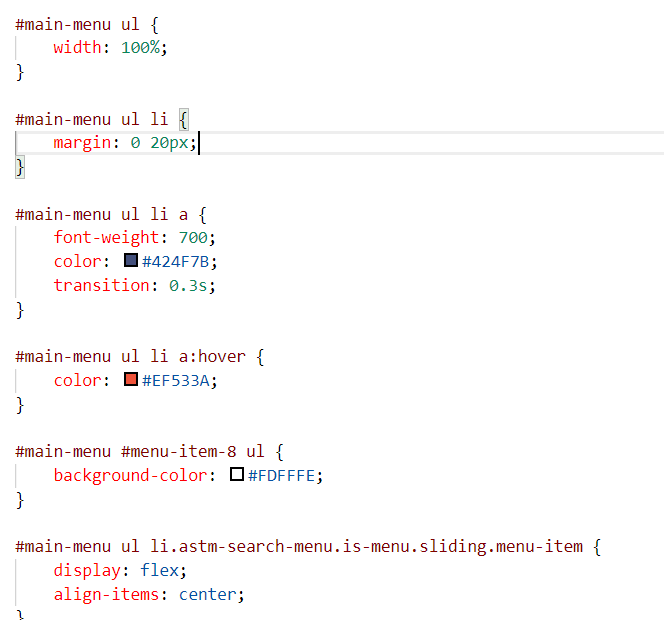 #main-menu ul {
    width: 100%;
}

#main-menu ul li {
    margin: 0 20px;
}

#main-menu ul li a {
    font-weight: 700;
    color: #424F7B;
    transition: 0.3s;
}

#main-menu ul li a:hover {
    color: #EF533A;
}

#main-menu #menu-item-8 ul {
    background-color: #FDFFFE;
}

#main-menu ul li.astm-search-menu.is-menu.sliding.menu-item {
    display: flex;
    align-items: center;
}